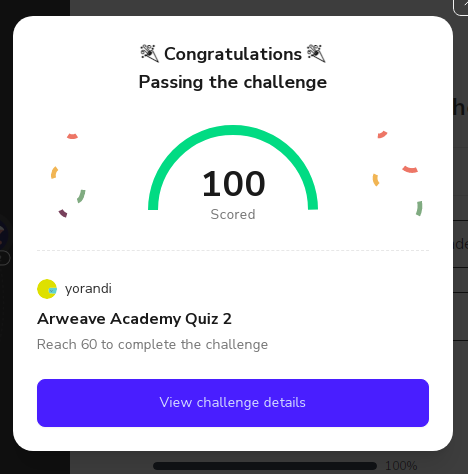 Congratulations
Passing the challenge
100
Scored
yorandi
Arweave Academy Quiz 2
Reach 60 to complete the challenge
View challenge details
100%